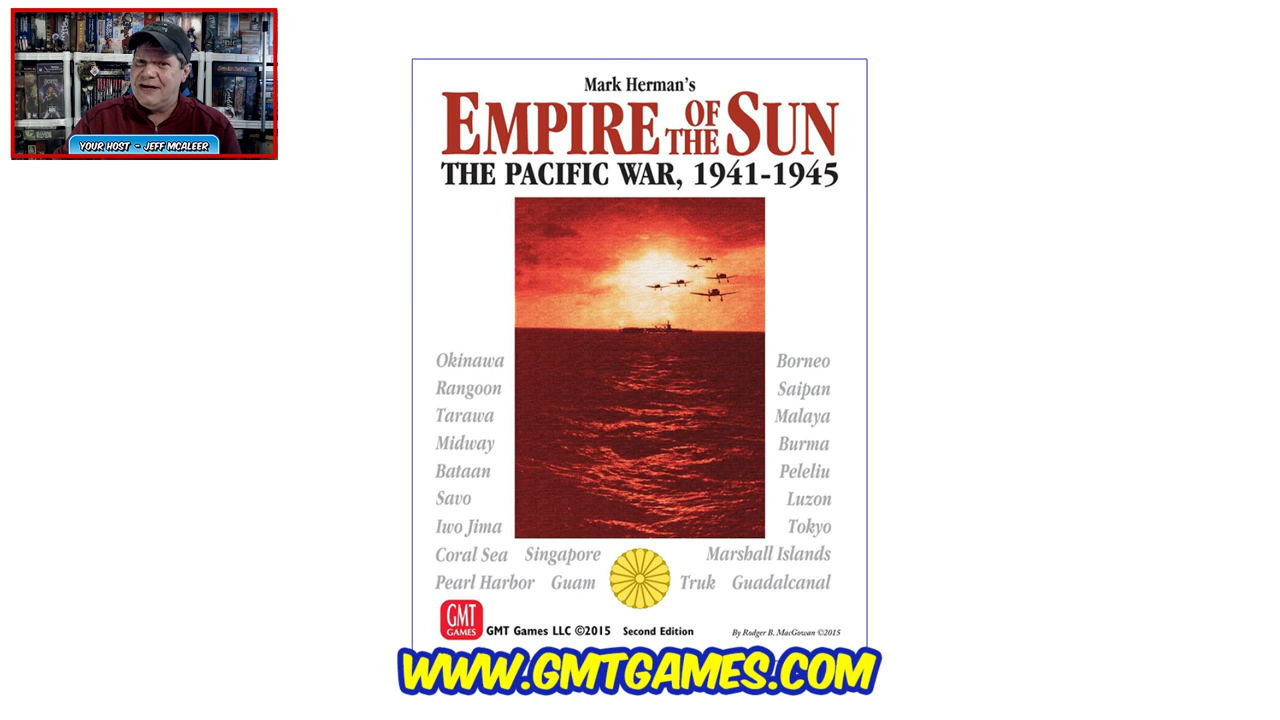 YOUR HOST - JEFF MCALEER
Mark Herman's
EMPIRE OF THE SUN
THE PACIFIC WAR, 1941-1945
Okinawa
Rangoon
Tarawa
Midway
Bataan
Savo
Iwo Jima
Coral Sea
Pearl Harbor
Singapore
Guam
Borneo
Saipan
Malaya
Burma
Peleliu
Luzon
Tokyo
Marshall Islands
Truk Guadalcanal
GMT
GAMES
GMT Games LLC ©2015 Second Edition
By Rodger B. MacGowan ©2015
WWW.GMTGAMES.COM